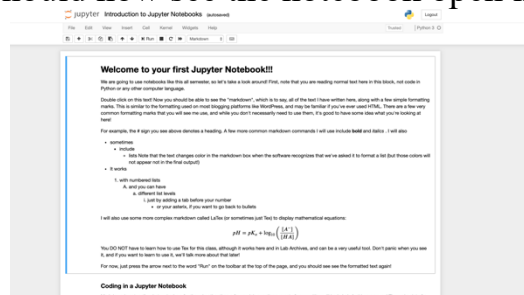 ould now see the notebook open i
jupyter Introduction to Jupyter Notebooks (autosaved)
Logout
File Edit View Insert Cell Kernel Widgets Help
Trusted Python 3
Run Markdown
Welcome to your first Jupyter Notebook!!!
We are going to use notebooks like this all semester, so let's take a look around! First, note that you are reading normal text here in this block, not code in
Python or any other computer language.
Double click on this text! Now you should be able to see the "markdown", which is to say, all of the text I have written here, along with a few simple formatting
marks. This is similar to the formatting used on most blogging platforms like WordPress, and may be familiar if you've ever used HTML. There are a few very
common formatting marks that you will see me use, and while you don't necessarily need to use them, it's good to have some idea what you're looking at
here!
For example, the # sign you see above denotes a heading. A few more common markdown commands I will use include bold and italics . I will also
• sometimes
• include
• lists Note that the text changes color in the markdown box when the software recognizes that we've asked it to format a list (but those colors will
not appear in the final output!)
• it works
1. with numbered lists
A. and you can have
a. different list levels
i. just by adding a tab before your number
◦ or your asterix, if you want to go back to bullets
I will also use some more complex markdown called LaTex (or sometimes just Tex) to display mathematical equations:
pH = pKₐ + log₁₀([A⁻]/[HA])
You DO NOT have to learn how to use Tex for this class, although it works here and in Lab Archives, and can be a very useful tool. Don't panic when you see
it, and if you want to learn to use it, we'll talk more about that later!
For now, just press the arrow next to the word "Run" on the toolbar at the top of the page, and you should see see the formatted text again!
Coding in a Jupyter Notebook